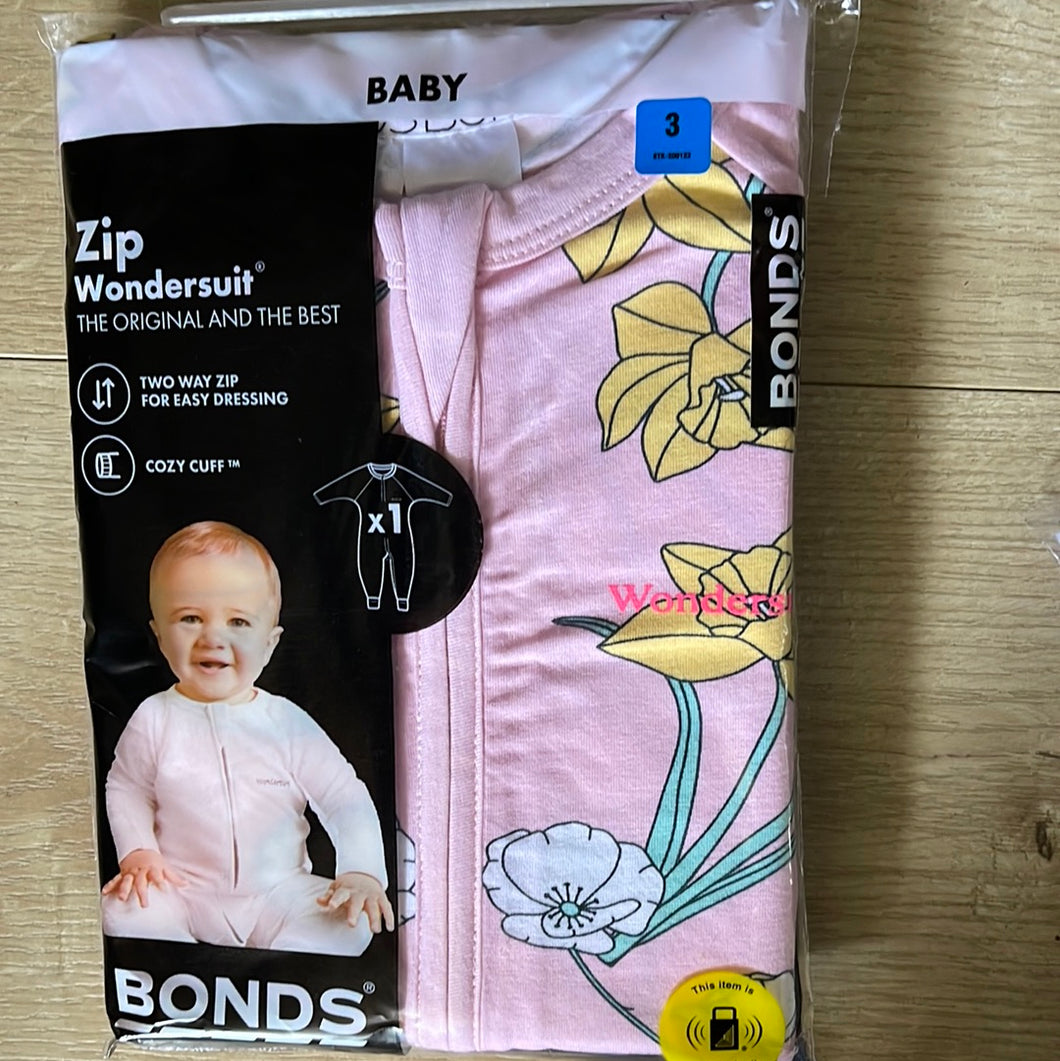 BABY
3
Zip
Wondersuit®
THE ORIGINAL AND THE BEST
TWO WAY ZIP
FOR EASY DRESSING
COZY CUFF™
x1
BONDS®
Wonders
BONDS®
This item is